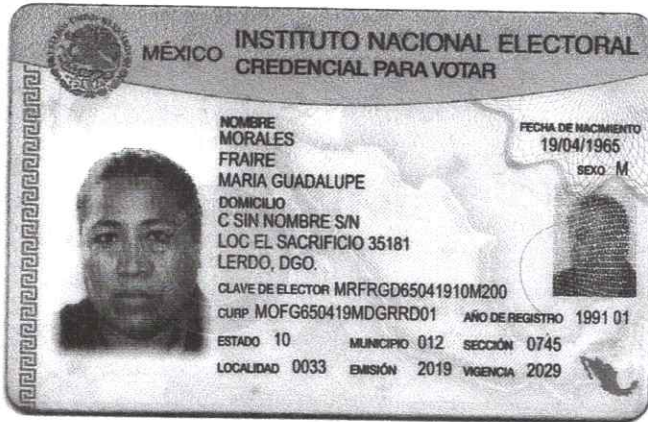 MÉXICO INSTITUTO NACIONAL ELECTORAL
CREDENCIAL PARA VOTAR
NOMBRE
MORALES
FRAIRE
MARIA GUADALUPE
FECHA DE NACIMIENTO
19/04/1965
SEXO M
DOMICILIO
C SIN NOMBRE S/N
LOC EL SACRIFICIO 35181
LERDO, DGO.
CLAVE DE ELECTOR MRFRGD65041910M200
CURP MOFG650419MDGRRD01 AÑO DE REGISTRO 1991 01
ESTADO 10 MUNICIPIO 012 SECCIÓN 0745
LOCALIDAD 0033 EMISIÓN 2019 VIGENCIA 2029